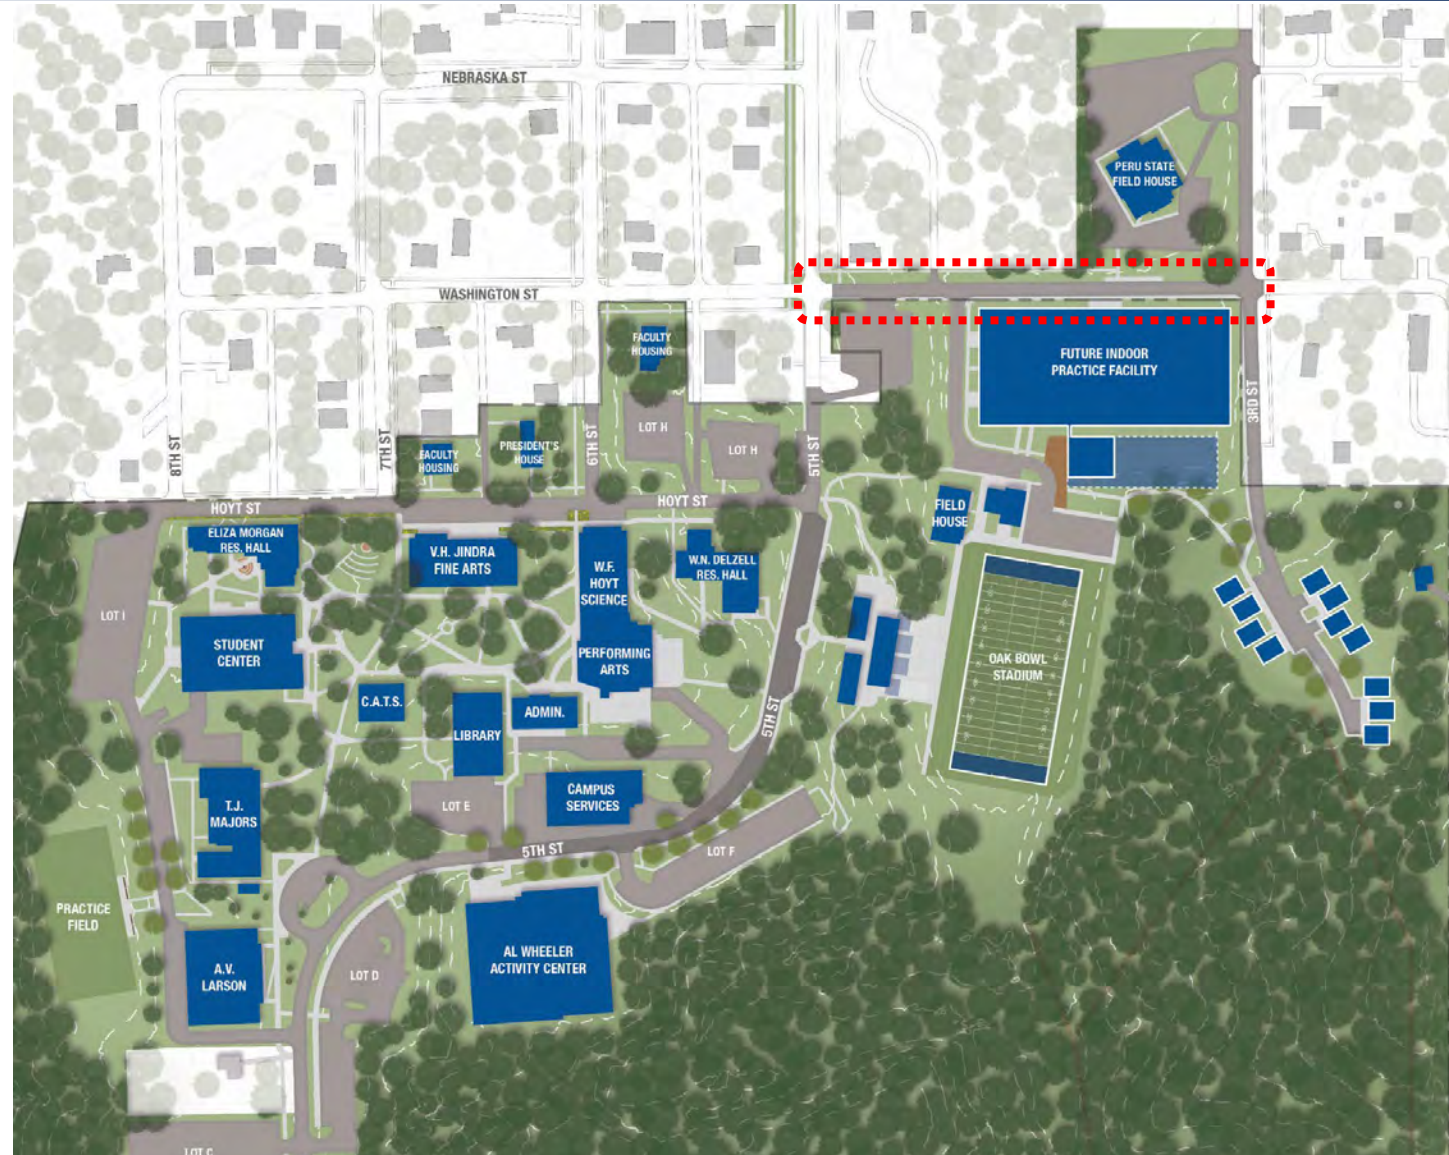 NEBRASKA ST
PERU STATE
FIELD HOUSE
WASHINGTON ST
FACULTY
HOUSING
FUTURE INDOOR
PRACTICE FACILITY
3RD ST
8TH ST
7TH ST
FACULTY
HOUSING
PRESIDENT'S
HOUSE
6TH ST
LOT H
LOT H
5TH ST
HOYT ST
HOYT ST
FIELD
HOUSE
ELIZA MORGAN
RES. HALL
V.H. JINDRA
FINE ARTS
W.F.
HOYT
SCIENCE
W.N. DELZELL
RES. HALL
LOT I
STUDENT
CENTER
PERFORMING
ARTS
OAK BOWL
STADIUM
C.A.T.S.
LIBRARY
ADMIN.
5TH ST
T.J.
MAJORS
LOT E
CAMPUS
SERVICES
5TH ST
LOT F
PRACTICE
FIELD
A.V.
LARSON
LOT D
AL WHEELER
ACTIVITY CENTER
LOT C